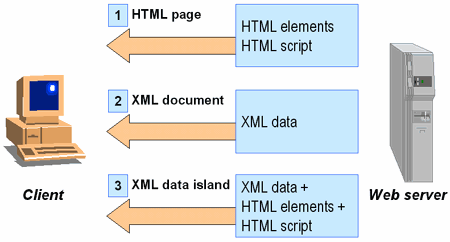 1 HTML page
HTML elements
HTML script
2 XML document
XML data
3 XML data island
XML data +
HTML elements +
HTML script
Client
Web server